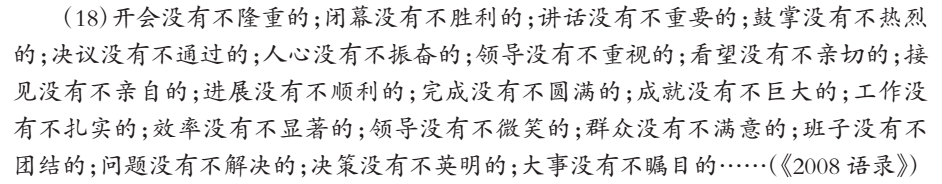 (18)开会没有不隆重的;闭幕没有不胜利的;讲话没有不重要的;鼓掌没有不热烈
的;决议没有不通过的;人心没有不振奋的;领导没有不重视的;看望没有不亲切的;接
见没有不亲自的;进展没有不顺利的;完成没有不圆满的;成就没有不巨大的;工作没
有不扎实的;效率没有不显著的;领导没有不微笑的;群众没有不满意的;班子没有不
团结的;问题没有不解决的;决策没有不英明的;大事没有不瞩目的……(《2008语录》)